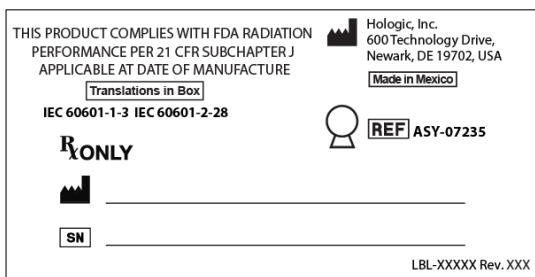 THIS PRODUCT COMPLIES WITH FDA RADIATION
PERFORMANCE PER 21 CFR SUBCHAPTER J
APPLICABLE AT DATE OF MANUFACTURE
Translations in Box
IEC 60601-1-3 IEC 60601-2-28
Rx ONLY
SN
Hologic, Inc.
600 Technology Drive,
Newark, DE 19702, USA
Made in Mexico
REF ASY-07235
LBL-XXXXX Rev. XXX